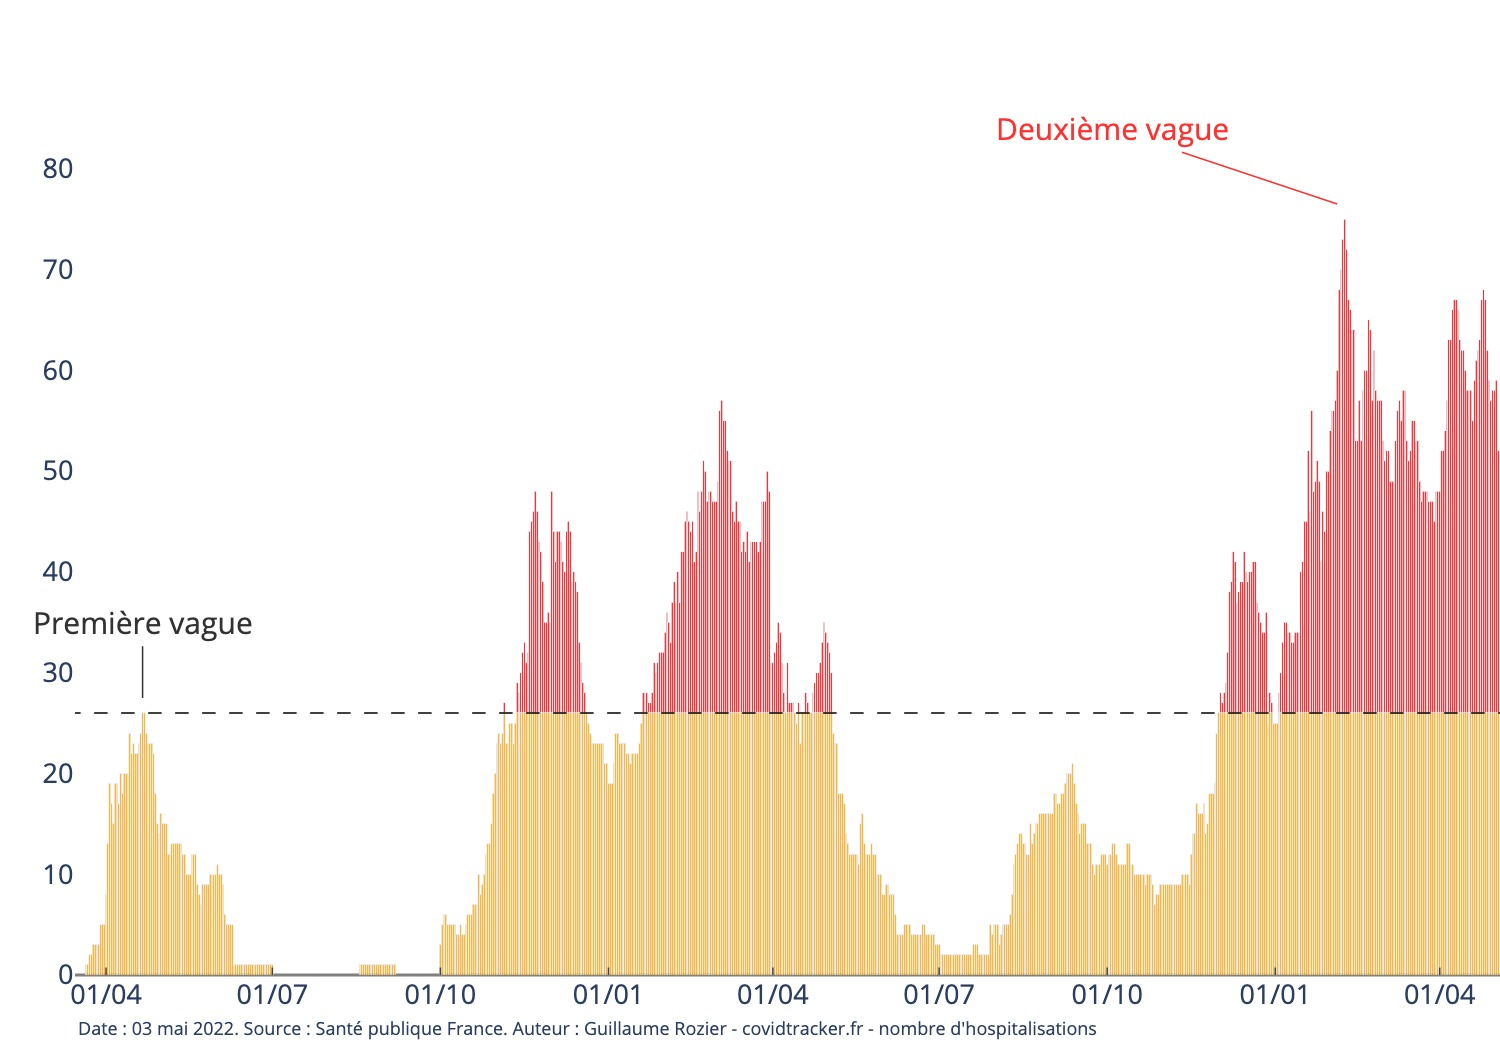 Deuxième vague
80
70
60
50
40
Première vague
30
20
10
0
01/04 01/07 01/10 01/01 01/04 01/07 01/10 01/01 01/04
Date : 03 mai 2022. Source : Santé publique France. Auteur : Guillaume Rozier - covidtracker.fr - nombre d'hospitalisations